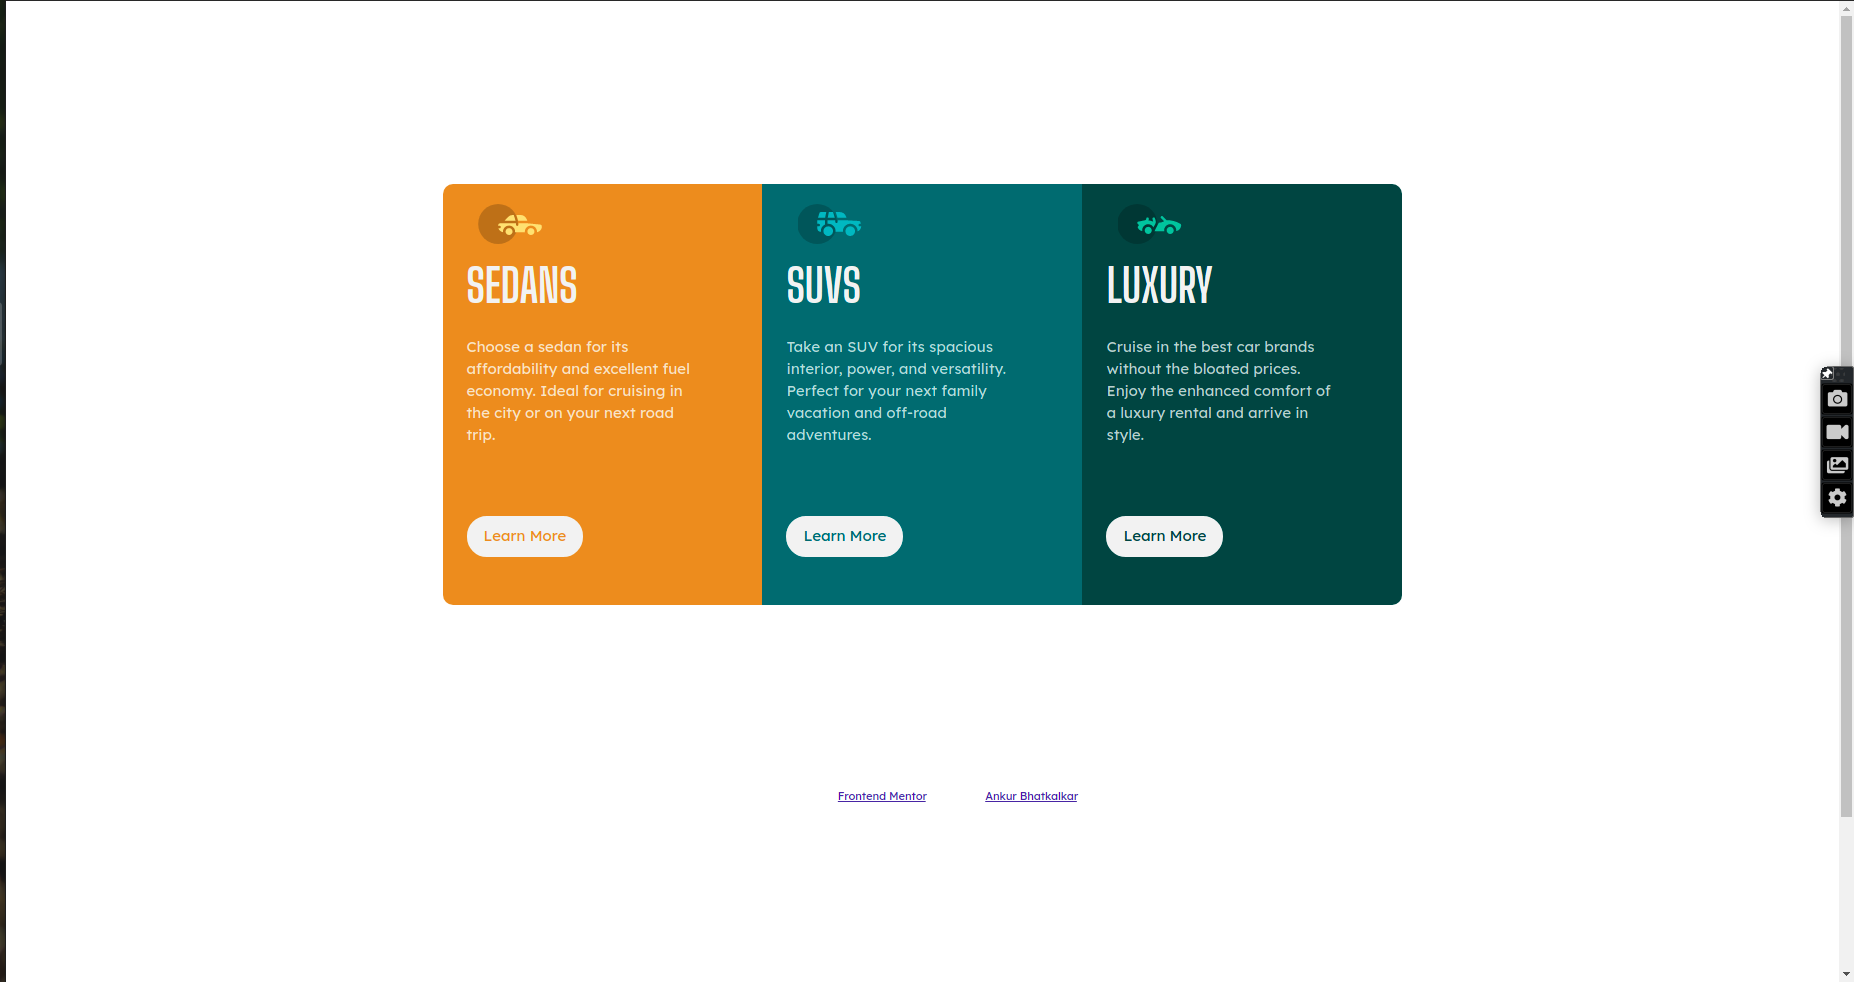 SEDANS
Choose a sedan for its
affordability and excellent fuel
economy. Ideal for cruising in
the city or on your next road
trip.
Learn More
SUVS
Take an SUV for its spacious
interior, power, and versatility.
Perfect for your next family
vacation and off-road
adventures.
Learn More
LUXURY
Cruise in the best car brands
without the bloated prices.
Enjoy the enhanced comfort of
a luxury rental and arrive in
style.
Learn More
Frontend Mentor
Ankur Bhatkalkar